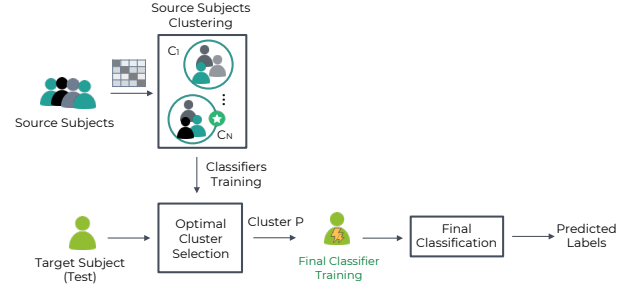 Source Subjects
Clustering
C1
CN
Source Subjects
Classifiers
Training
Target Subject
(Test)
Optimal
Cluster
Selection
Cluster P
Final Classifier
Training
Final
Classification
Predicted
Labels